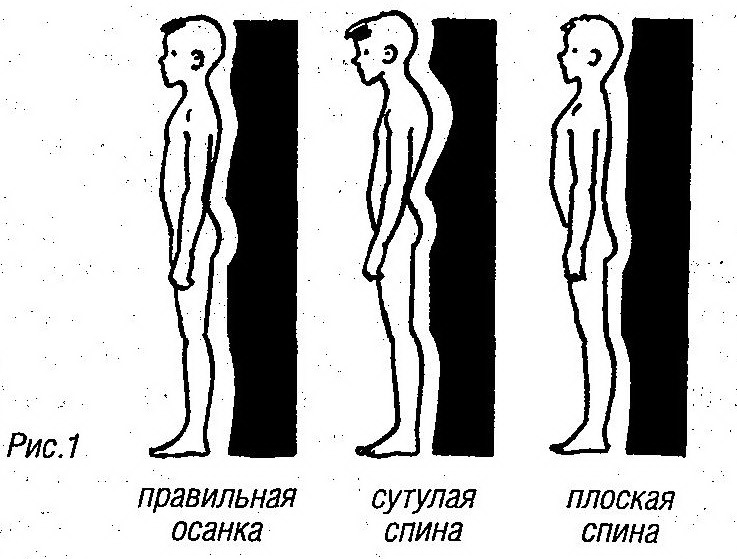 Рис.1
правильная
осанка
сутулая
спина
плоская
спина